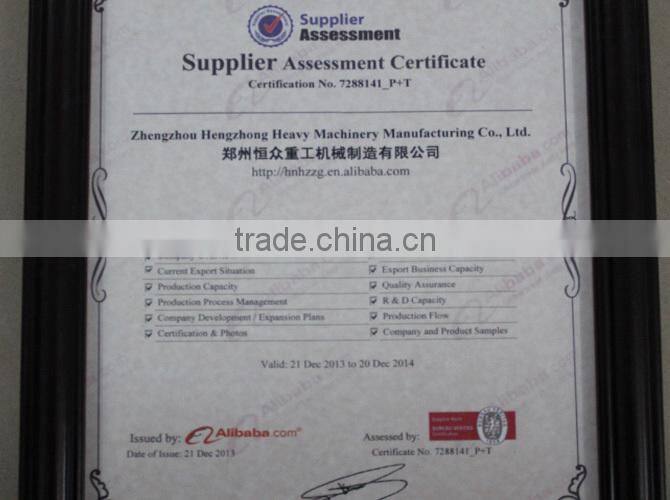 Supplier
Assessment
Supplier Assessment Certificate
Certification No. 7288141_P+T
Zhengzhou Hengzhong Heavy Machinery Manufacturing Co., Ltd.
郑州恒众重工机械制造有限公司
http://hnhzzg.en.alibaba.com
trade.china.cn
Current Export Situation
Export Business Capacity
Production Capacity
Quality Assurance
Production Process Management
R & D Capacity
Company Development / Expansion Plans
Production Flow
Certification & Photos
Company and Product Samples
Valid: 21 Dec 2013 to 20 Dec 2014
Issued by: Alibaba.com
Assessed by:
BUREAU VERITAS
Certification
Date of Issue: 21 Dec 2013
Certificate No. 7288141_P+T